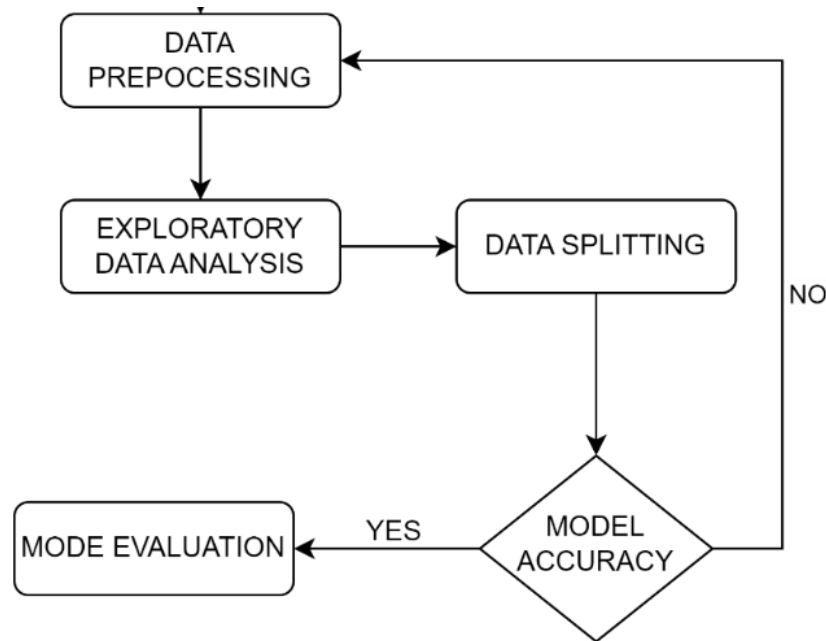 DATA
PREPOCESSING
EXPLORATORY
DATA ANALYSIS
DATA SPLITTING
NO
MODEL
ACCURACY
YES
MODE EVALUATION